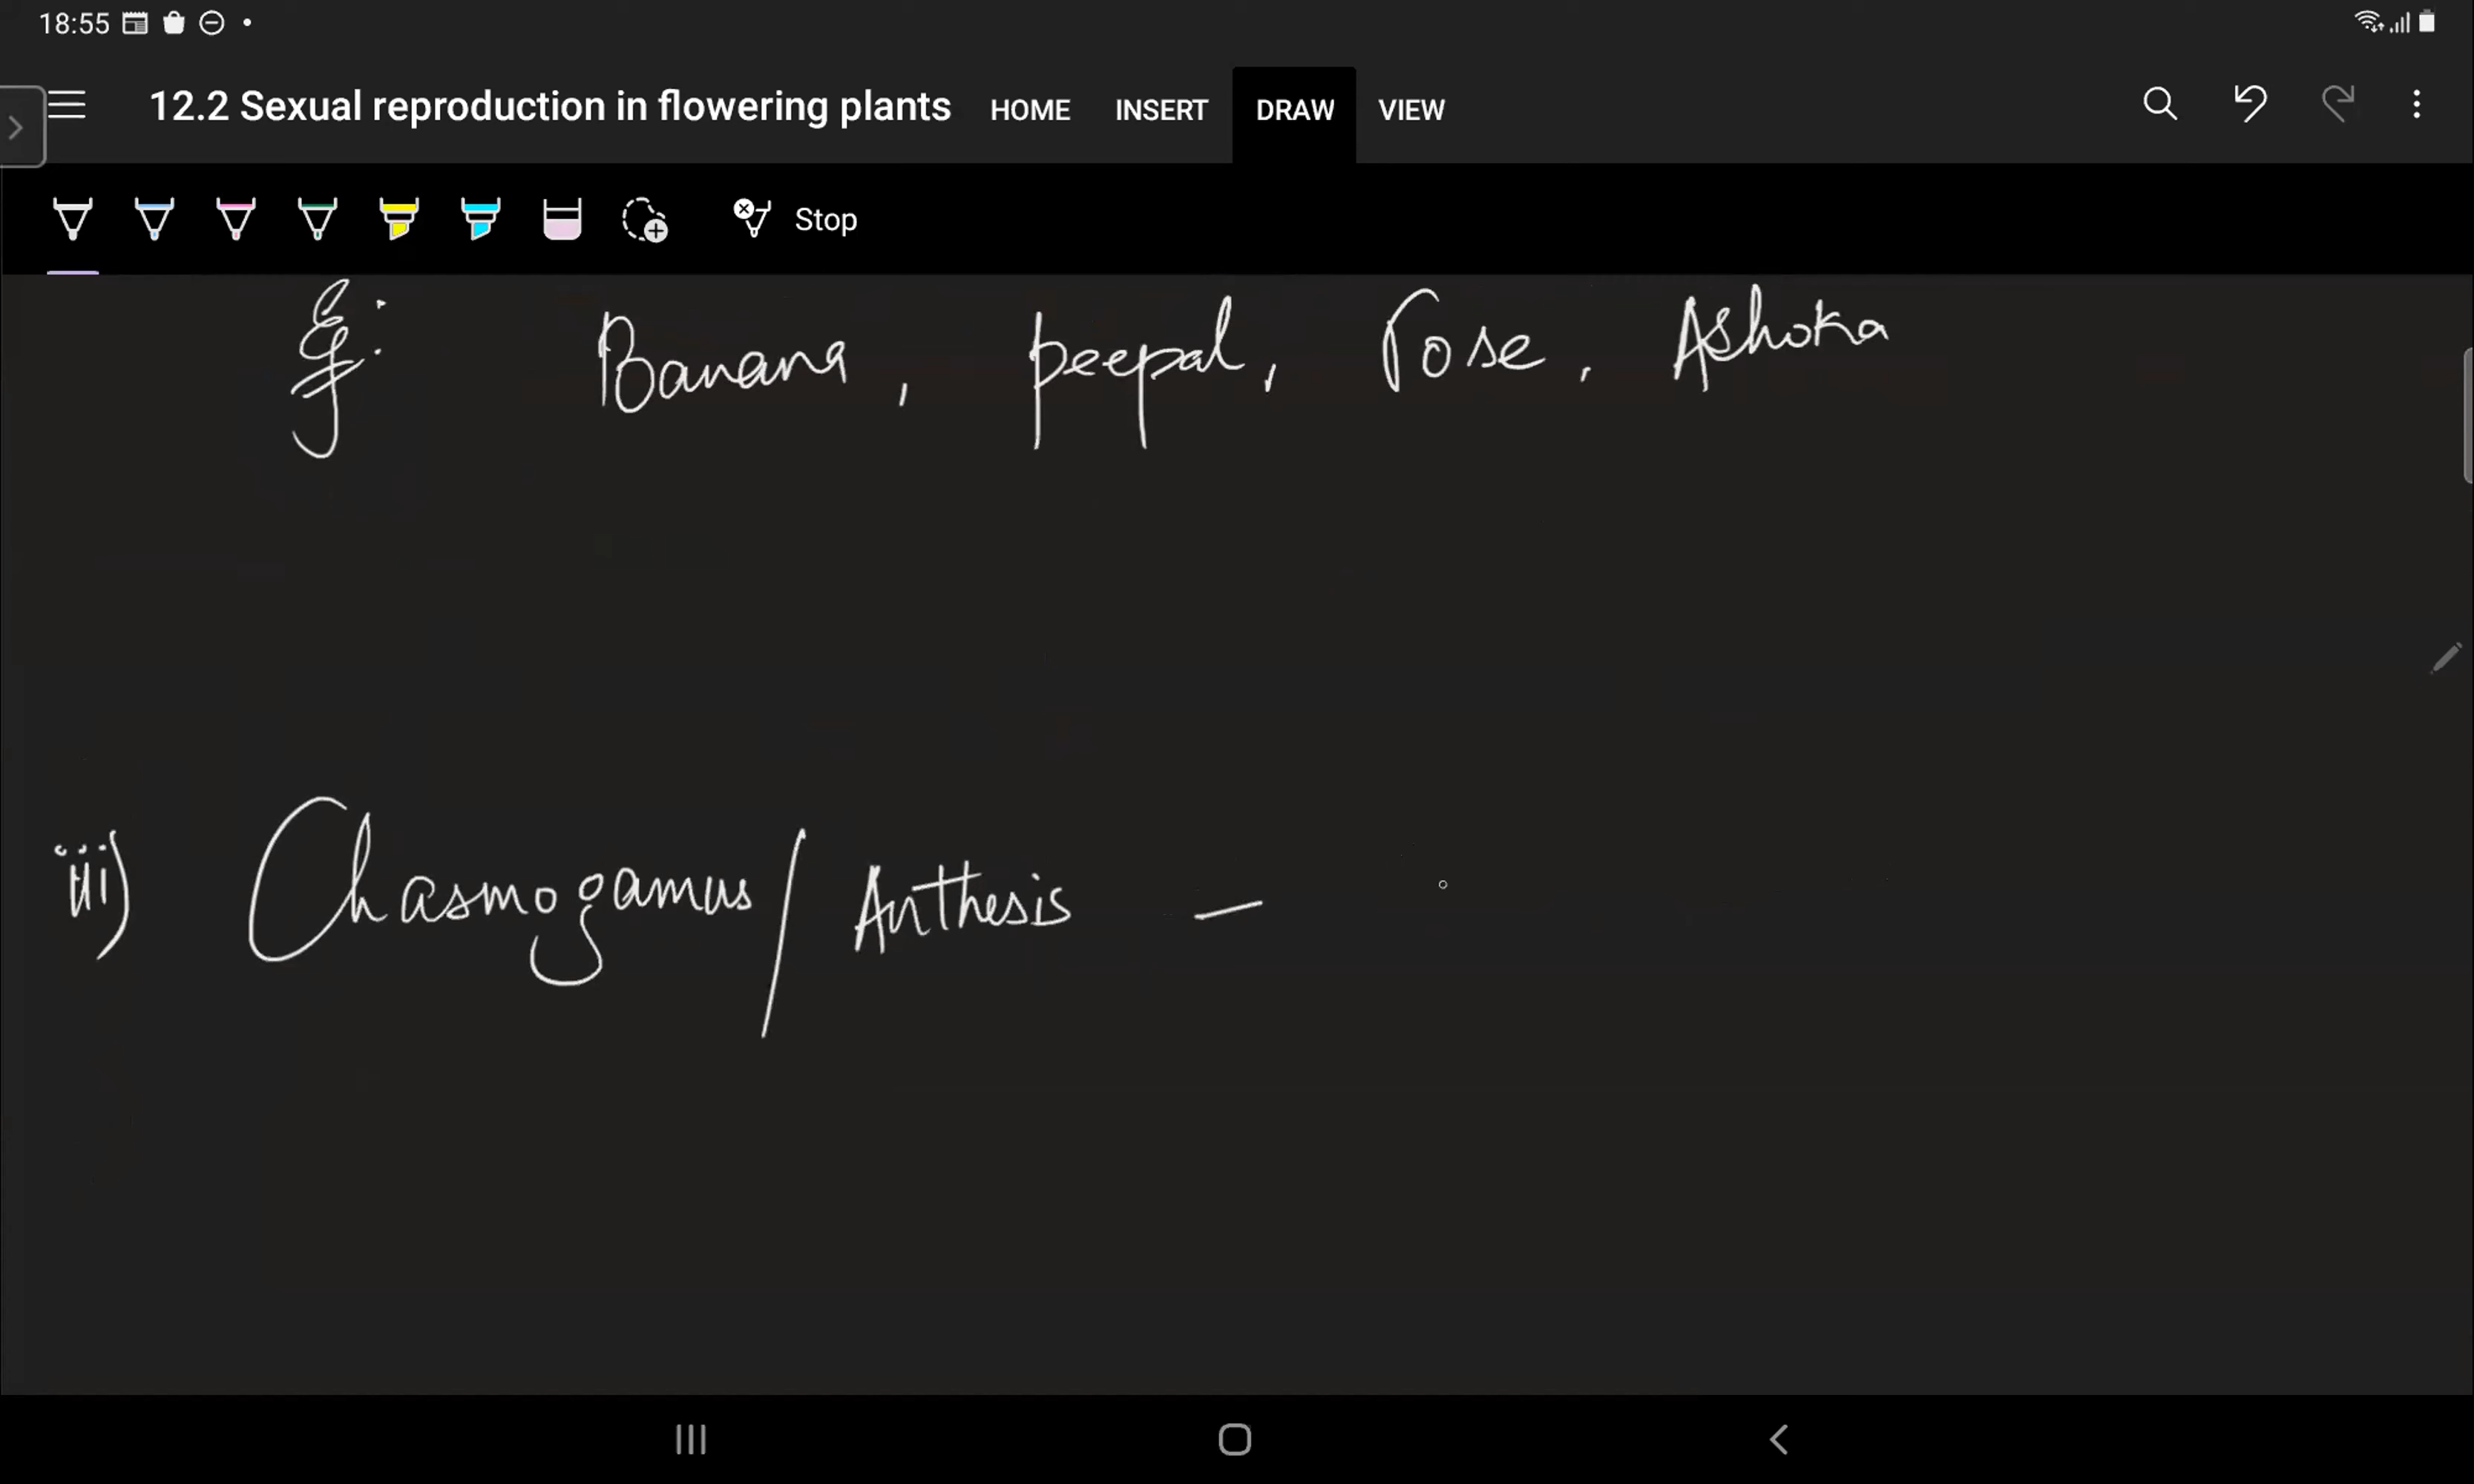 18:55
12.2 Sexual reproduction in flowering plants HOME INSERT DRAW VIEW
Stop
Eg: Banana, peepal, rose, Ashoka
iii) Chasmogamus/Anthesis —